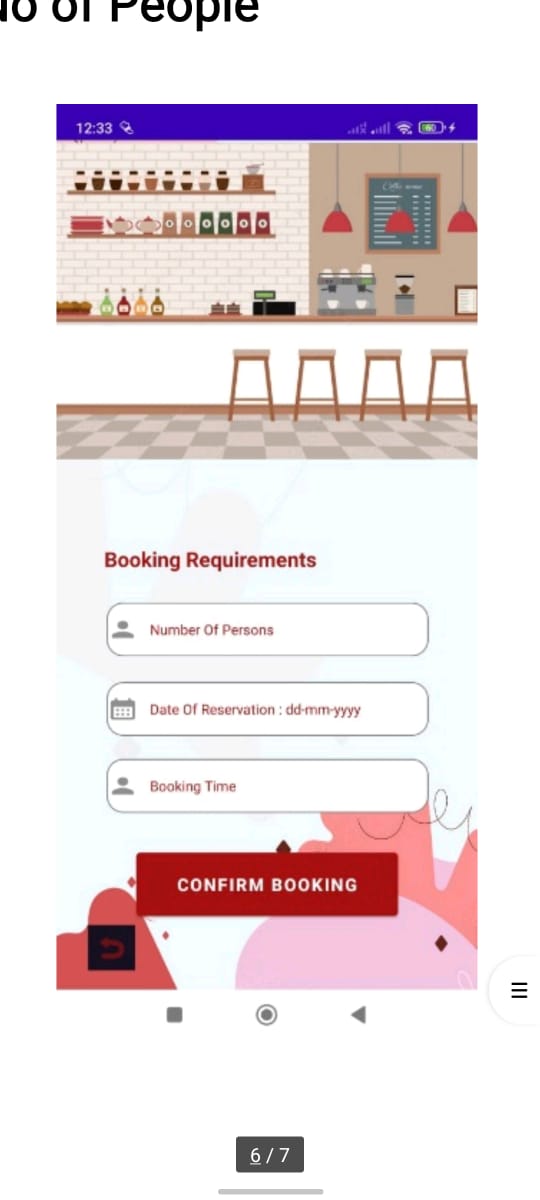 No of People
12:33
60
Coffee menu
Booking Requirements
Number Of Persons
Date Of Reservation : dd-mm-yyyy
Booking Time
CONFIRM BOOKING
6 / 7